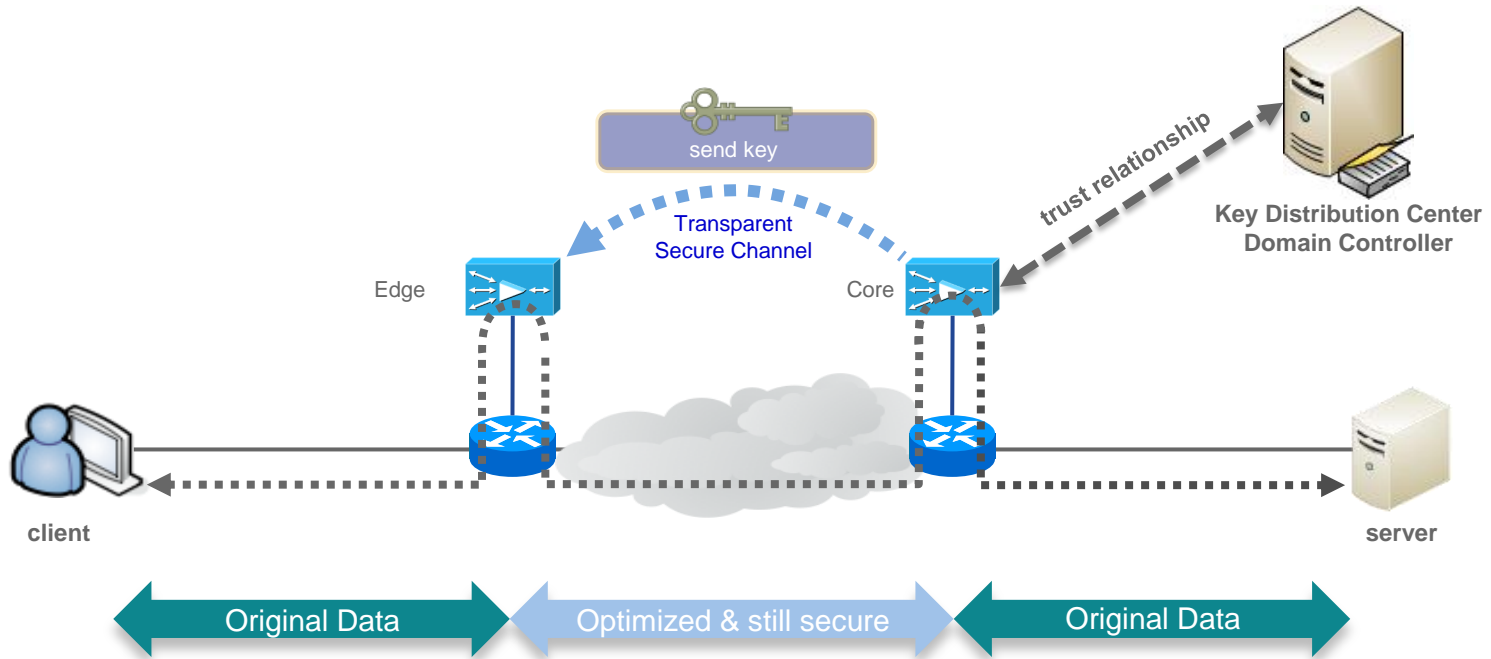 send key
trust relationship
Key Distribution Center
Domain Controller
Transparent
Secure Channel
Edge
Core
client
server
Original Data
Optimized & still secure
Original Data